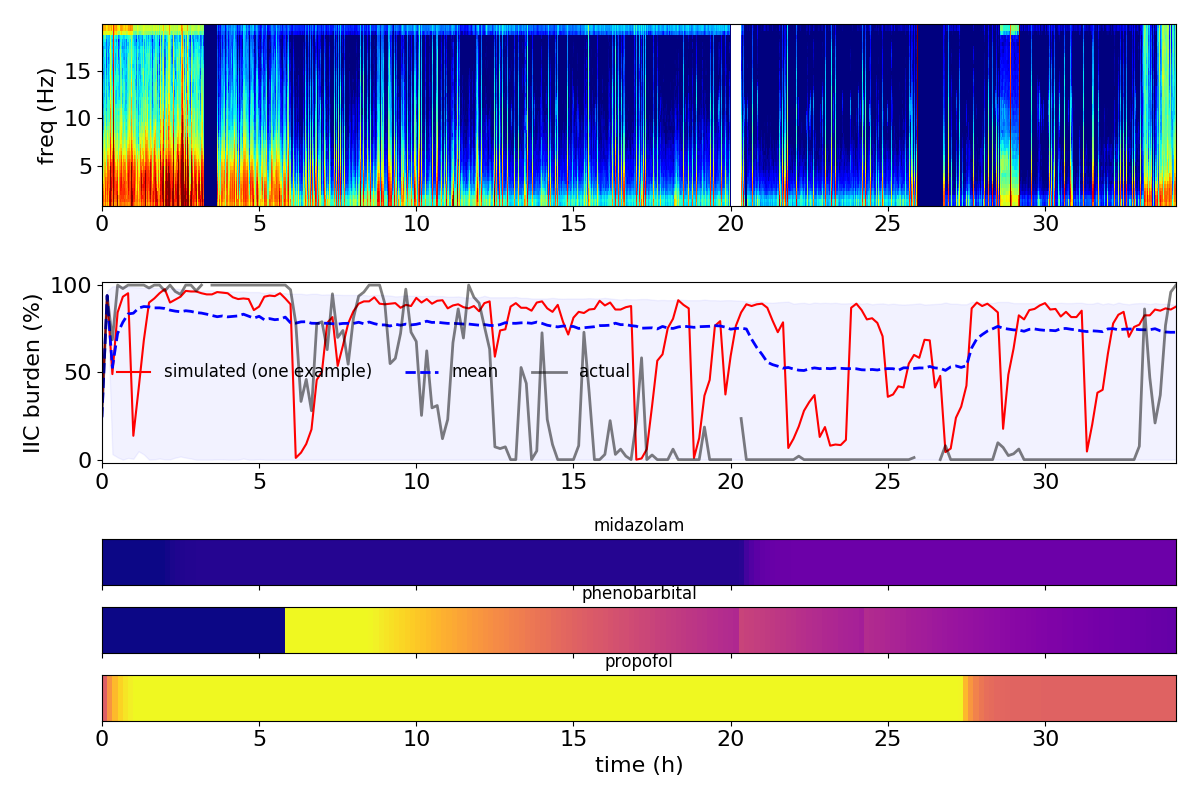 freq (Hz)
15
10
5
0 5 10 15 20 25 30
IIC burden (%)
100
50
0
simulated (one example) mean actual
0 5 10 15 20 25 30
midazolam
phenobarbital
propofol
0 5 10 15 20 25 30
time (h)